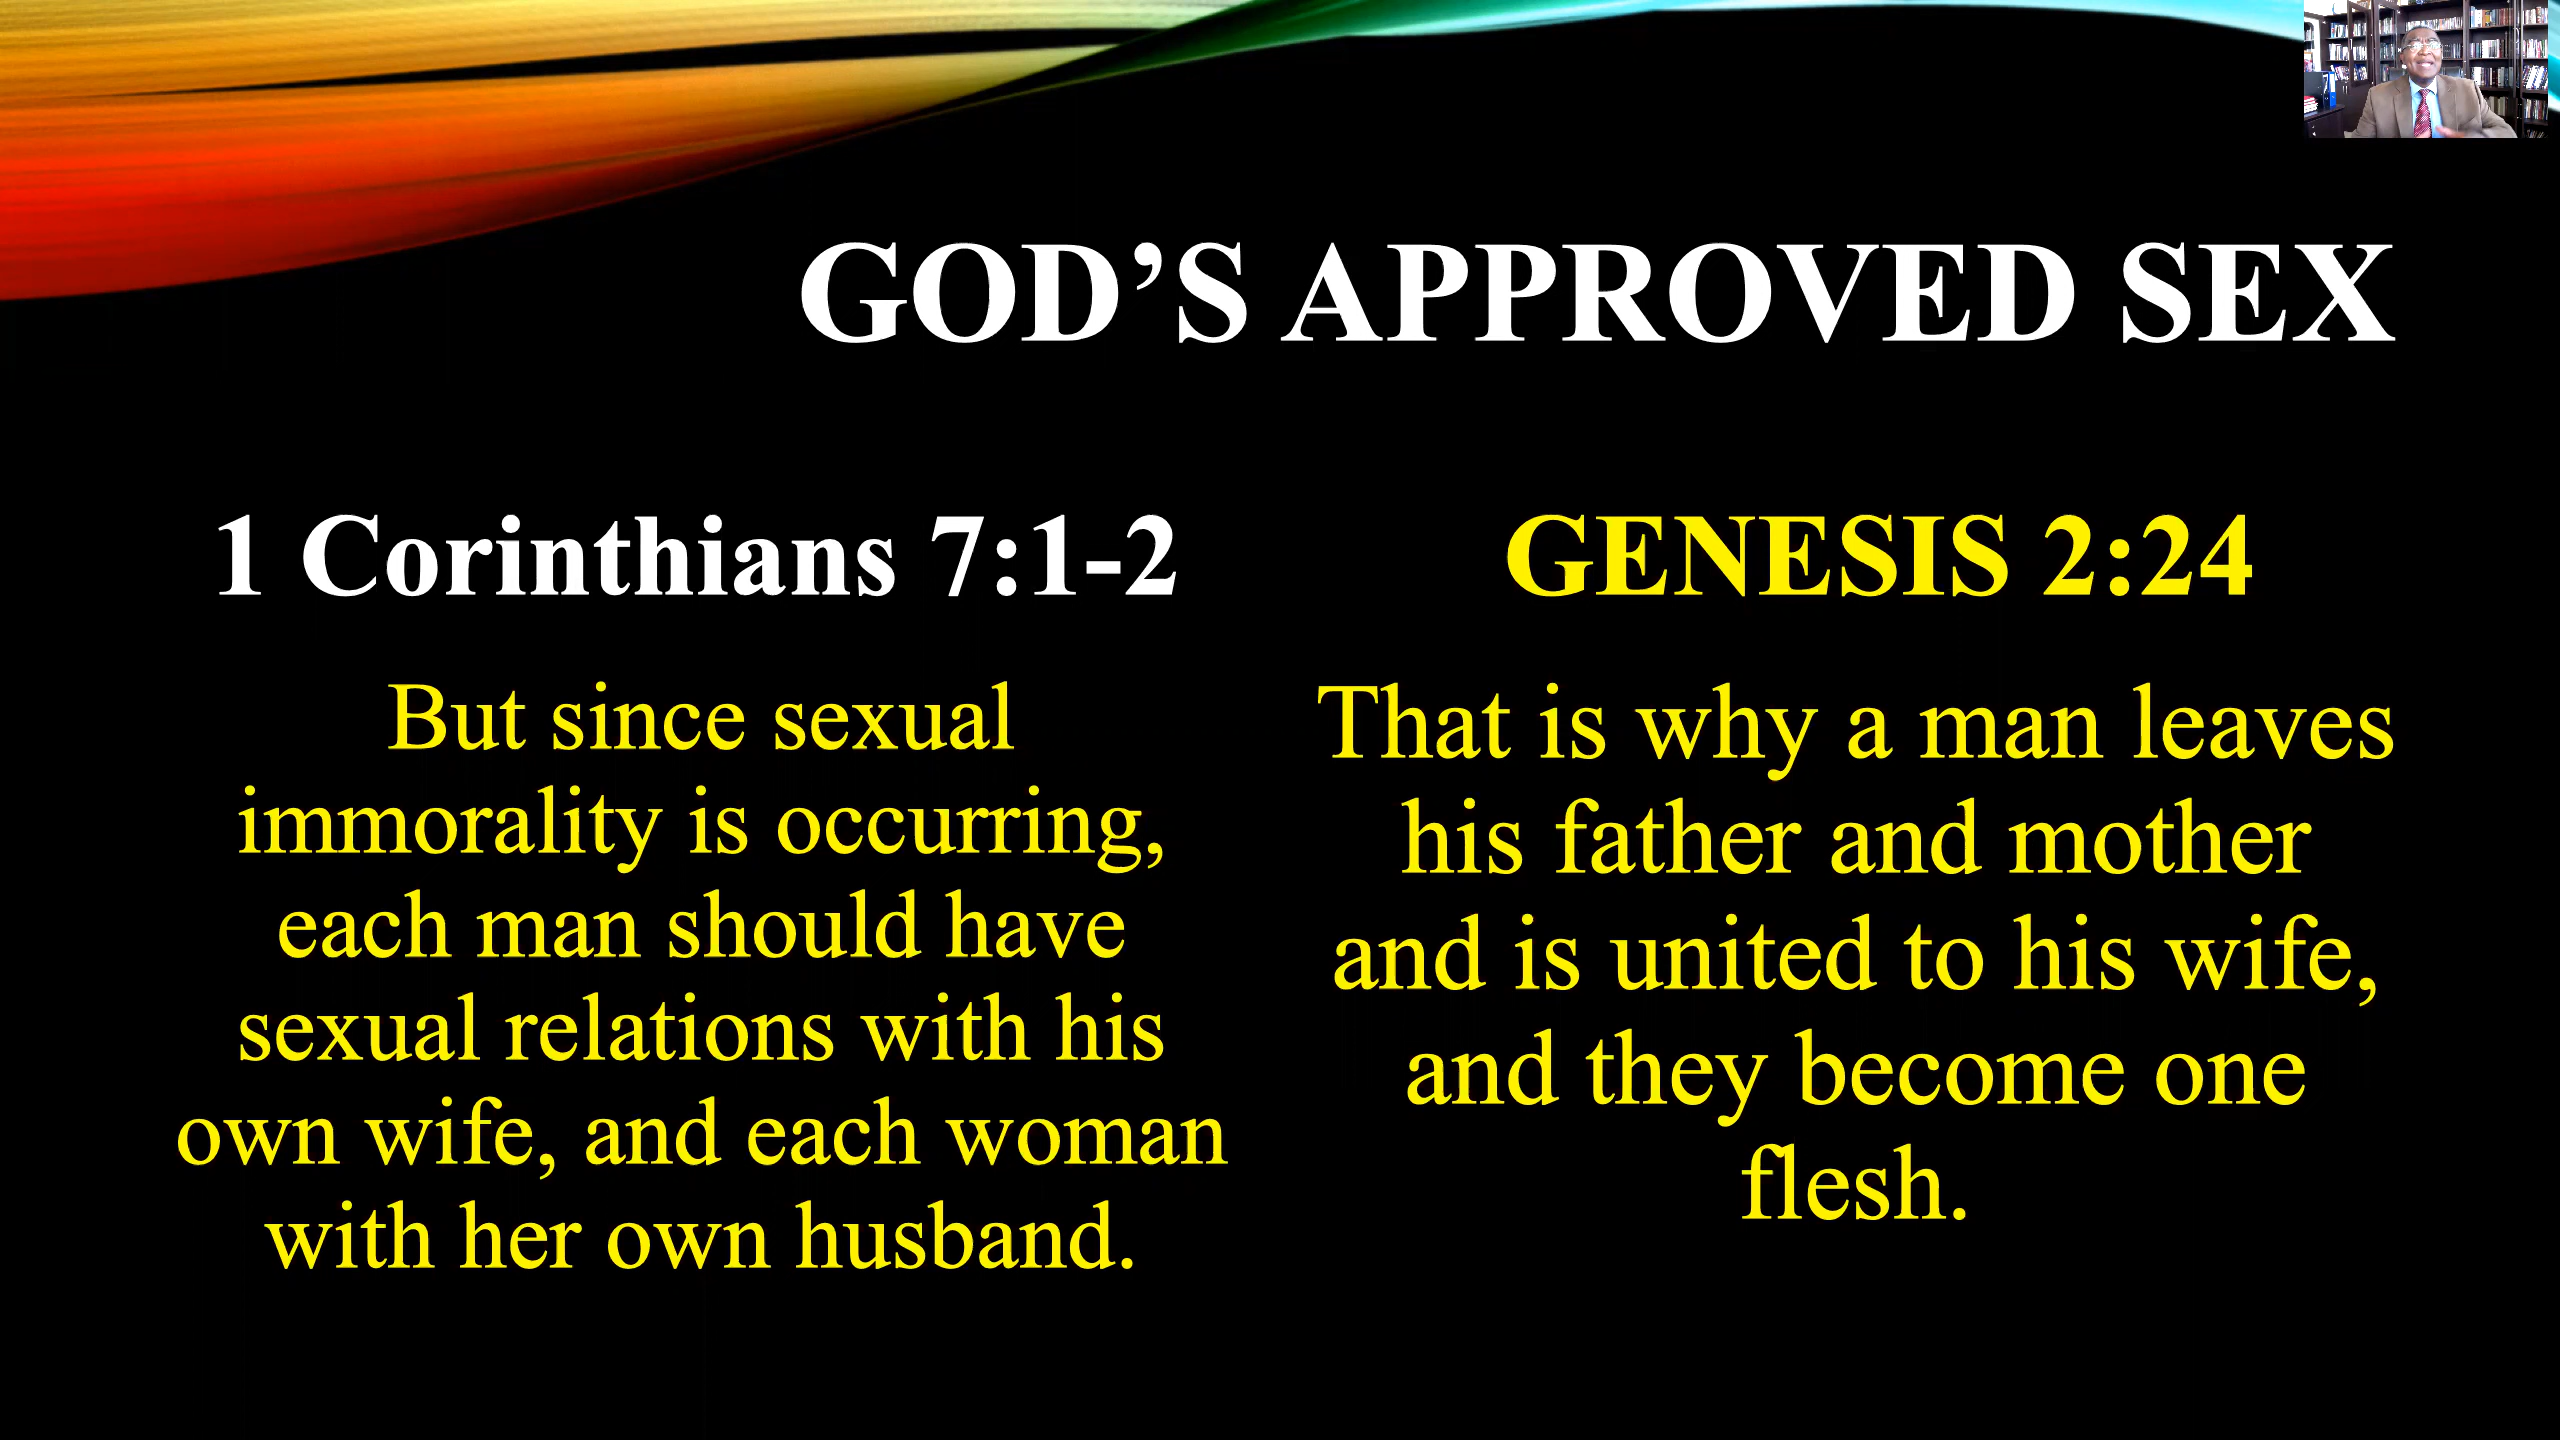 GOD’S APPROVED SEX
1 Corinthians 7:1-2
But since sexual
immorality is occurring,
each man should have
sexual relations with his
own wife, and each woman
with her own husband.
GENESIS 2:24
That is why a man leaves
his father and mother
and is united to his wife,
and they become one
flesh.